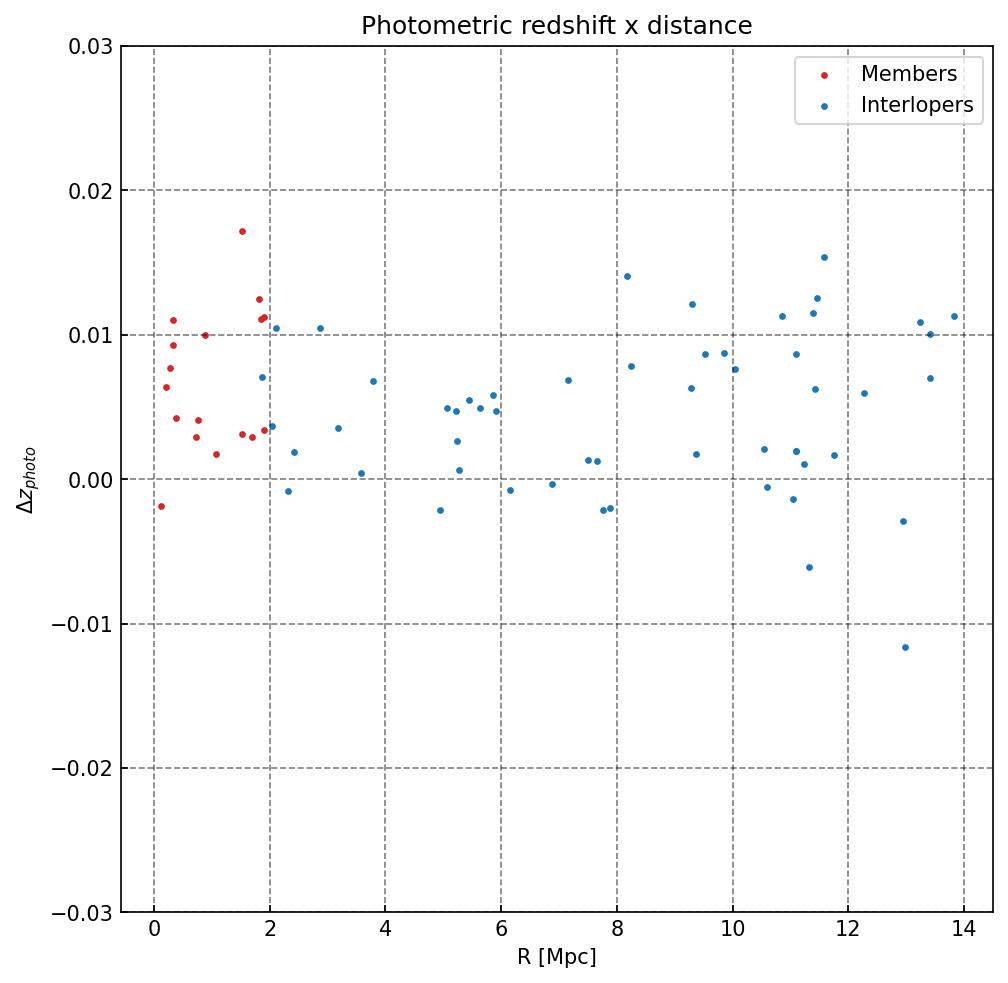 Photometric redshift x distance
Members
Interlopers
0.03
0.02
0.01
0.00
−0.01
−0.02
−0.03
Δz_photo
0 2 4 6 8 10 12 14
R [Mpc]